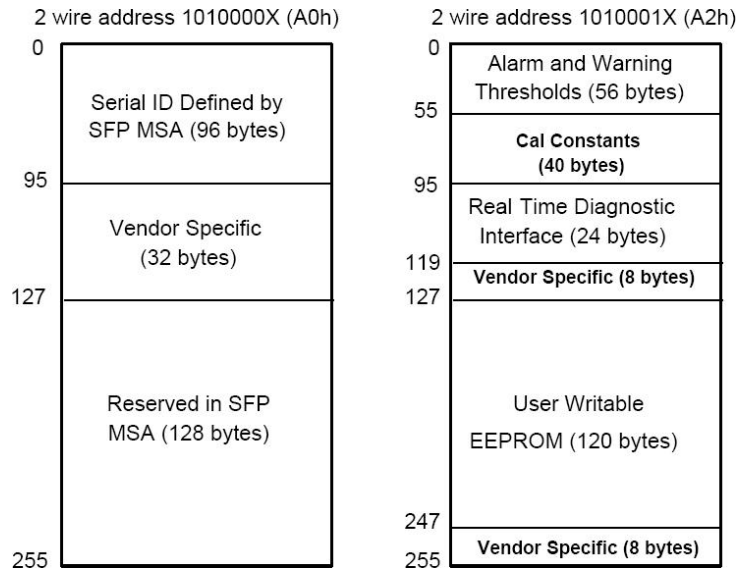 2 wire address 1010000X (A0h)
0
Serial ID Defined by
SFP MSA (96 bytes)
95
Vendor Specific
(32 bytes)
127
Reserved in SFP
MSA (128 bytes)
255
2 wire address 1010001X (A2h)
0
Alarm and Warning
Thresholds (56 bytes)
55
Cal Constants
(40 bytes)
95
Real Time Diagnostic
Interface (24 bytes)
119
Vendor Specific (8 bytes)
127
User Writable
EEPROM (120 bytes)
247
Vendor Specific (8 bytes)
255